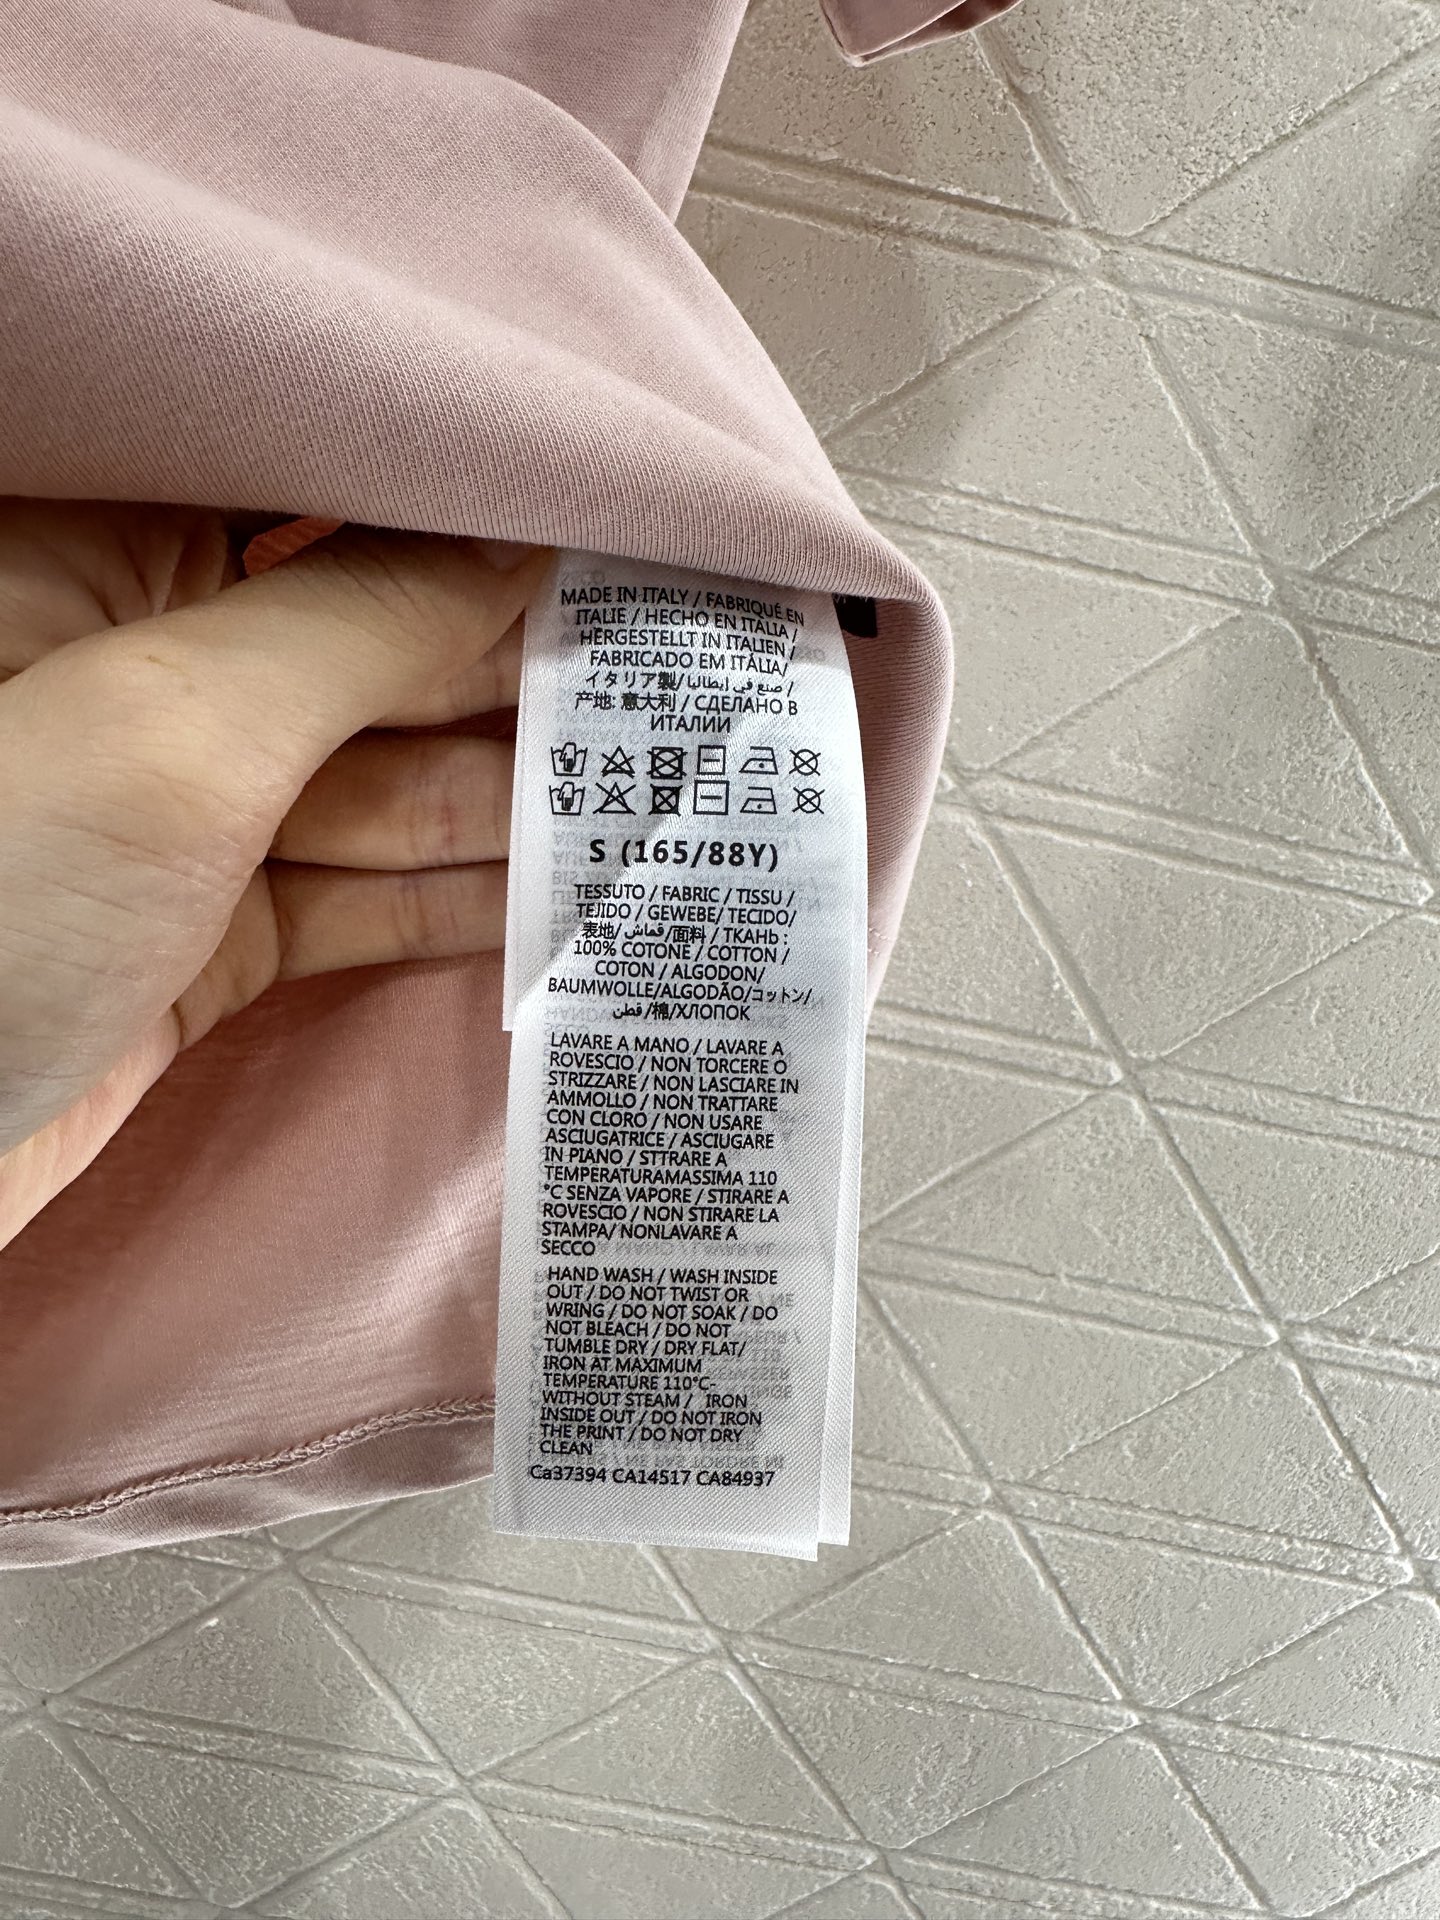 MADE IN ITALY / FABRIQUÉ EN
ITALIE / HECHO EN ITALIA /
HERGESTELLT IN ITALIEN /
FABRICADO EM ITÁLIA/
イタリア製/صنع في إيطاليا /
产地: 意大利 / СДЕЛАНО В
ИТАЛИИ
S (165/88Y)
TESSUTO / FABRIC / TISSU /
TEJIDO / GEWEBE/ TECIDO/
表地/ قماش/面料 / TKAHb :
100% COTONE / COTTON /
COTON / ALGODON/
BAUMWOLLE/ALGODÃO/コットン/
قطن /棉/ХЛОПОК
LAVARE A MANO / LAVARE A
ROVESCIO / NON TORCERE O
STRIZZARE / NON LASCIARE IN
AMMOLLO / NON TRATTARE
CON CLORO / NON USARE
ASCIUGATRICE / ASCIUGARE
IN PIANO / STTRARE A
TEMPERATURAMASSIMA 110
°C SENZA VAPORE / STIRARE A
ROVESCIO / NON STIRARE LA
STAMPA/ NONLAVARE A
SECCO
HAND WASH / WASH INSIDE
OUT / DO NOT TWIST OR
WRING / DO NOT SOAK / DO
NOT BLEACH / DO NOT
TUMBLE DRY / DRY FLAT/
IRON AT MAXIMUM
TEMPERATURE 110°C-
WITHOUT STEAM / IRON
INSIDE OUT / DO NOT IRON
THE PRINT / DO NOT DRY
CLEAN
Ca37394 CA14517 CA84937